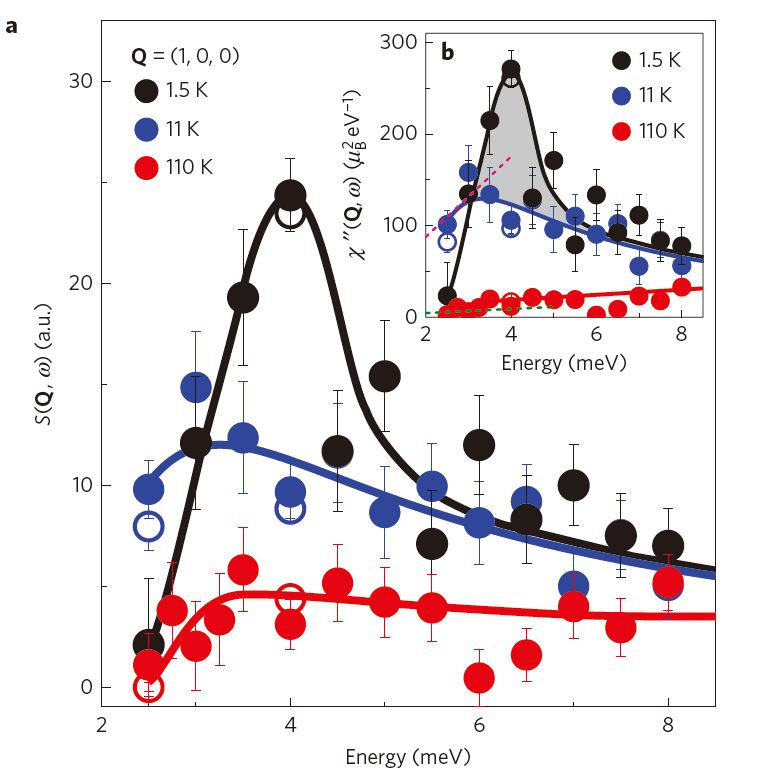 a
Q = (1, 0, 0)
1.5 K
11 K
110 K
30
20
10
0
S(Q, ω) (a.u.)
2
4
6
8
Energy (meV)
b
1.5 K
11 K
110 K
300
200
100
0
χ″(Q, ω) (μ_B^2 eV⁻¹)
2
4
6
8
Energy (meV)